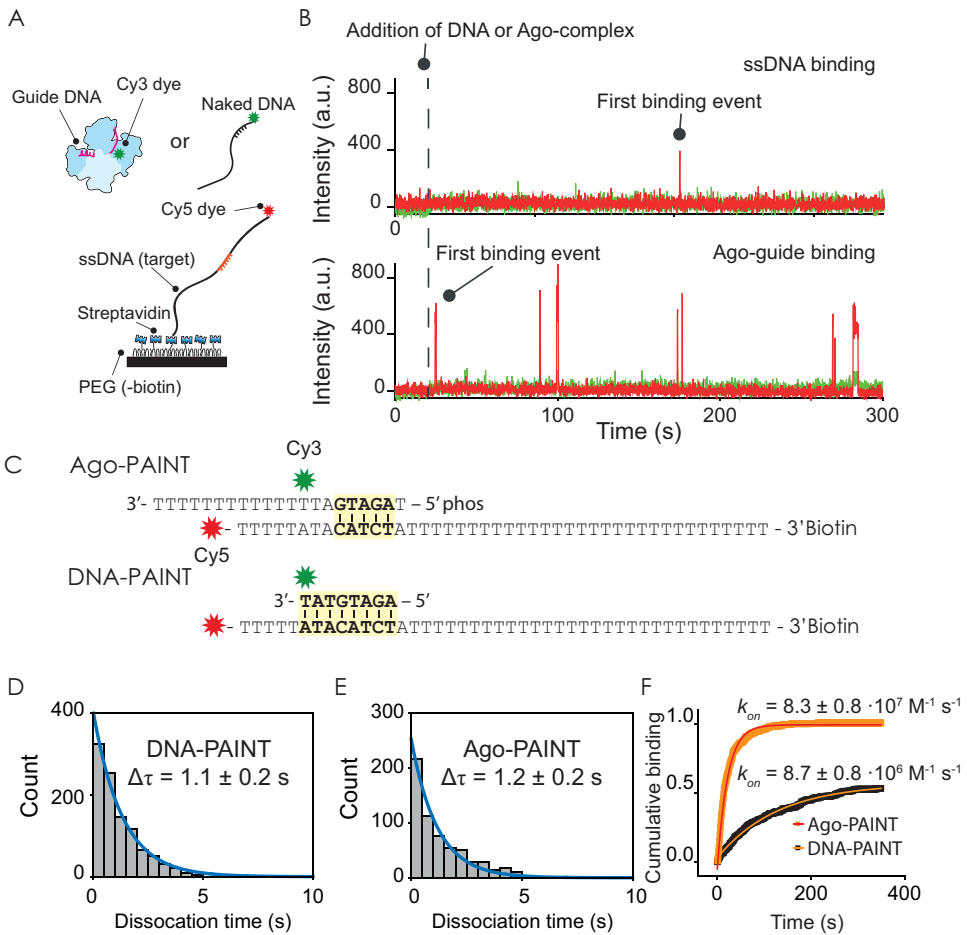 A
Guide DNA
Cy3 dye
or
Naked DNA
Cy5 dye
ssDNA (target)
Streptavidin
PEG (-biotin)
B
Addition of DNA or Ago-complex
ssDNA binding
First binding event
Intensity (a.u.)
800
400
0
0
Ago-guide binding
First binding event
Intensity (a.u.)
800
400
0
0
100
200
300
Time (s)
C
Ago-PAINT
Cy3
3'- TTTTTTTTTTTTTTAGTAGAT – 5' phos
- TTTTTATACATCTATTTTTTTTTTTTTTTTTTTTTTTTTTTTTT - 3'Biotin
Cy5
DNA-PAINT
3'- TATGTAGA – 5'
- TTTTTATACATCTATTTTTTTTTTTTTTTTTTTTTTTTTTTTTT - 3'Biotin
D
400
200
0
Count
DNA-PAINT
Δτ = 1.1 ± 0.2 s
0
5
10
Dissocation time (s)
E
300
200
0
Count
Ago-PAINT
Δτ = 1.2 ± 0.2 s
0
5
10
Dissociation time (s)
F
Cumulative binding
1.0
0.5
0.0
k_on = 8.3 ± 0.8 ·10⁷ M⁻¹ s⁻¹
k_on = 8.7 ± 0.8 ·10⁶ M⁻¹ s⁻¹
Ago-PAINT
DNA-PAINT
0
200
400
Time (s)